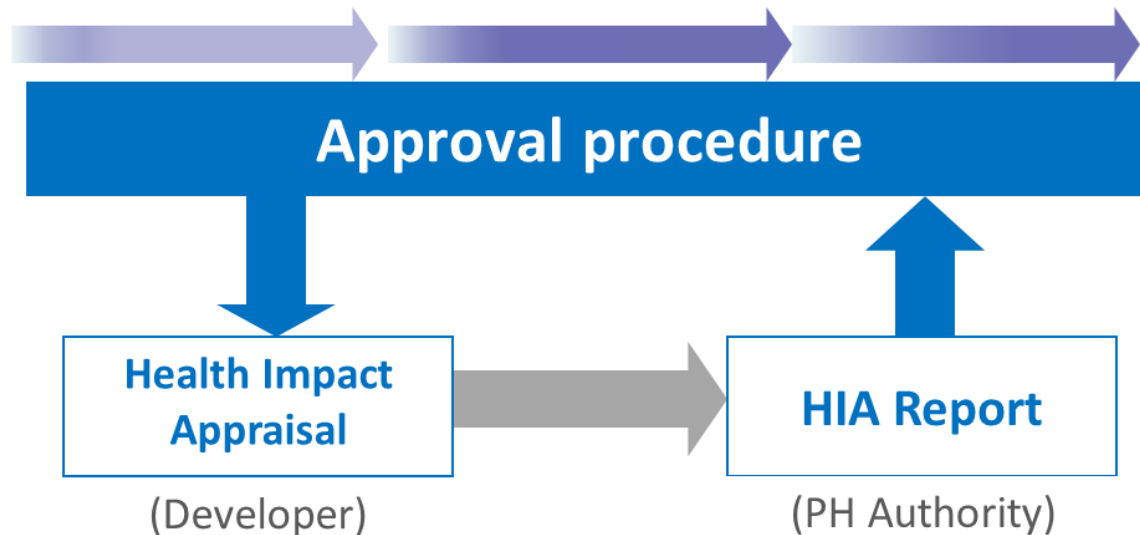 Approval procedure
Health Impact
Appraisal
HIA Report
(Developer)
(PH Authority)